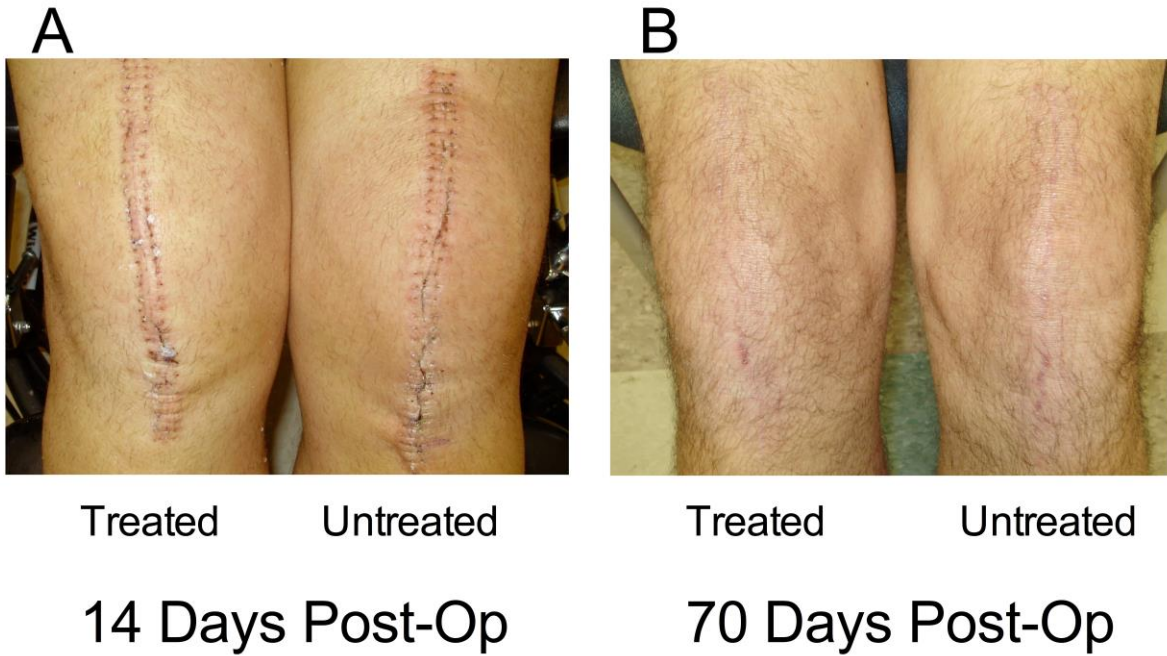 A
B
Treated
Untreated
Treated
Untreated
14 Days Post-Op
70 Days Post-Op